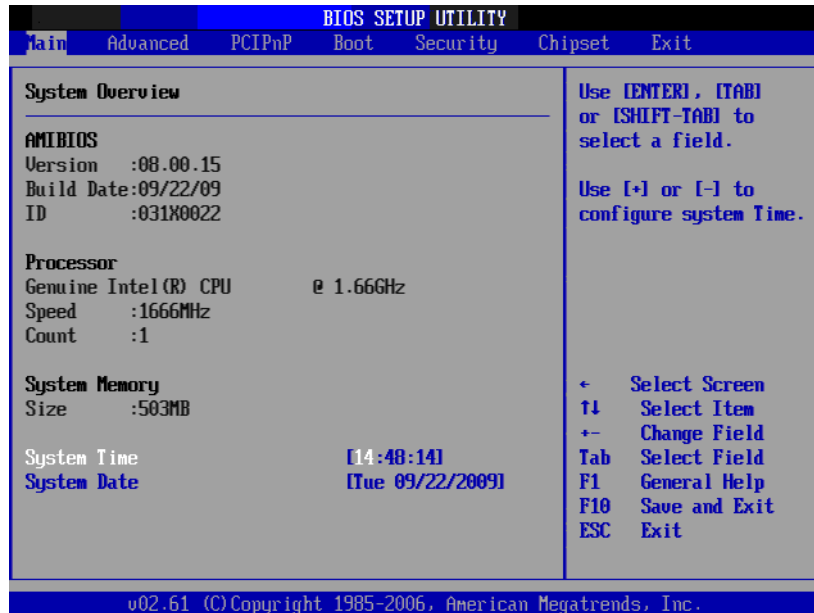 BIOS SETUP UTILITY
Main Advanced PCIPnP Boot Security Chipset Exit
System Overview
AMIBIOS
Version :08.00.15
Build Date:09/22/09
ID :031X0022
Processor
Genuine Intel(R) CPU @ 1.66GHz
Speed :1666MHz
Count :1
System Memory
Size :503MB
System Time [14:48:14]
System Date [Tue 09/22/2009]
Use [ENTER], [TAB]
or [SHIFT-TAB] to
select a field.
Use [+] or [-] to
configure system Time.
← Select Screen
↑↓ Select Item
+- Change Field
Tab Select Field
F1 General Help
F10 Save and Exit
ESC Exit
v02.61 (C)Copyright 1985-2006, American Megatrends, Inc.